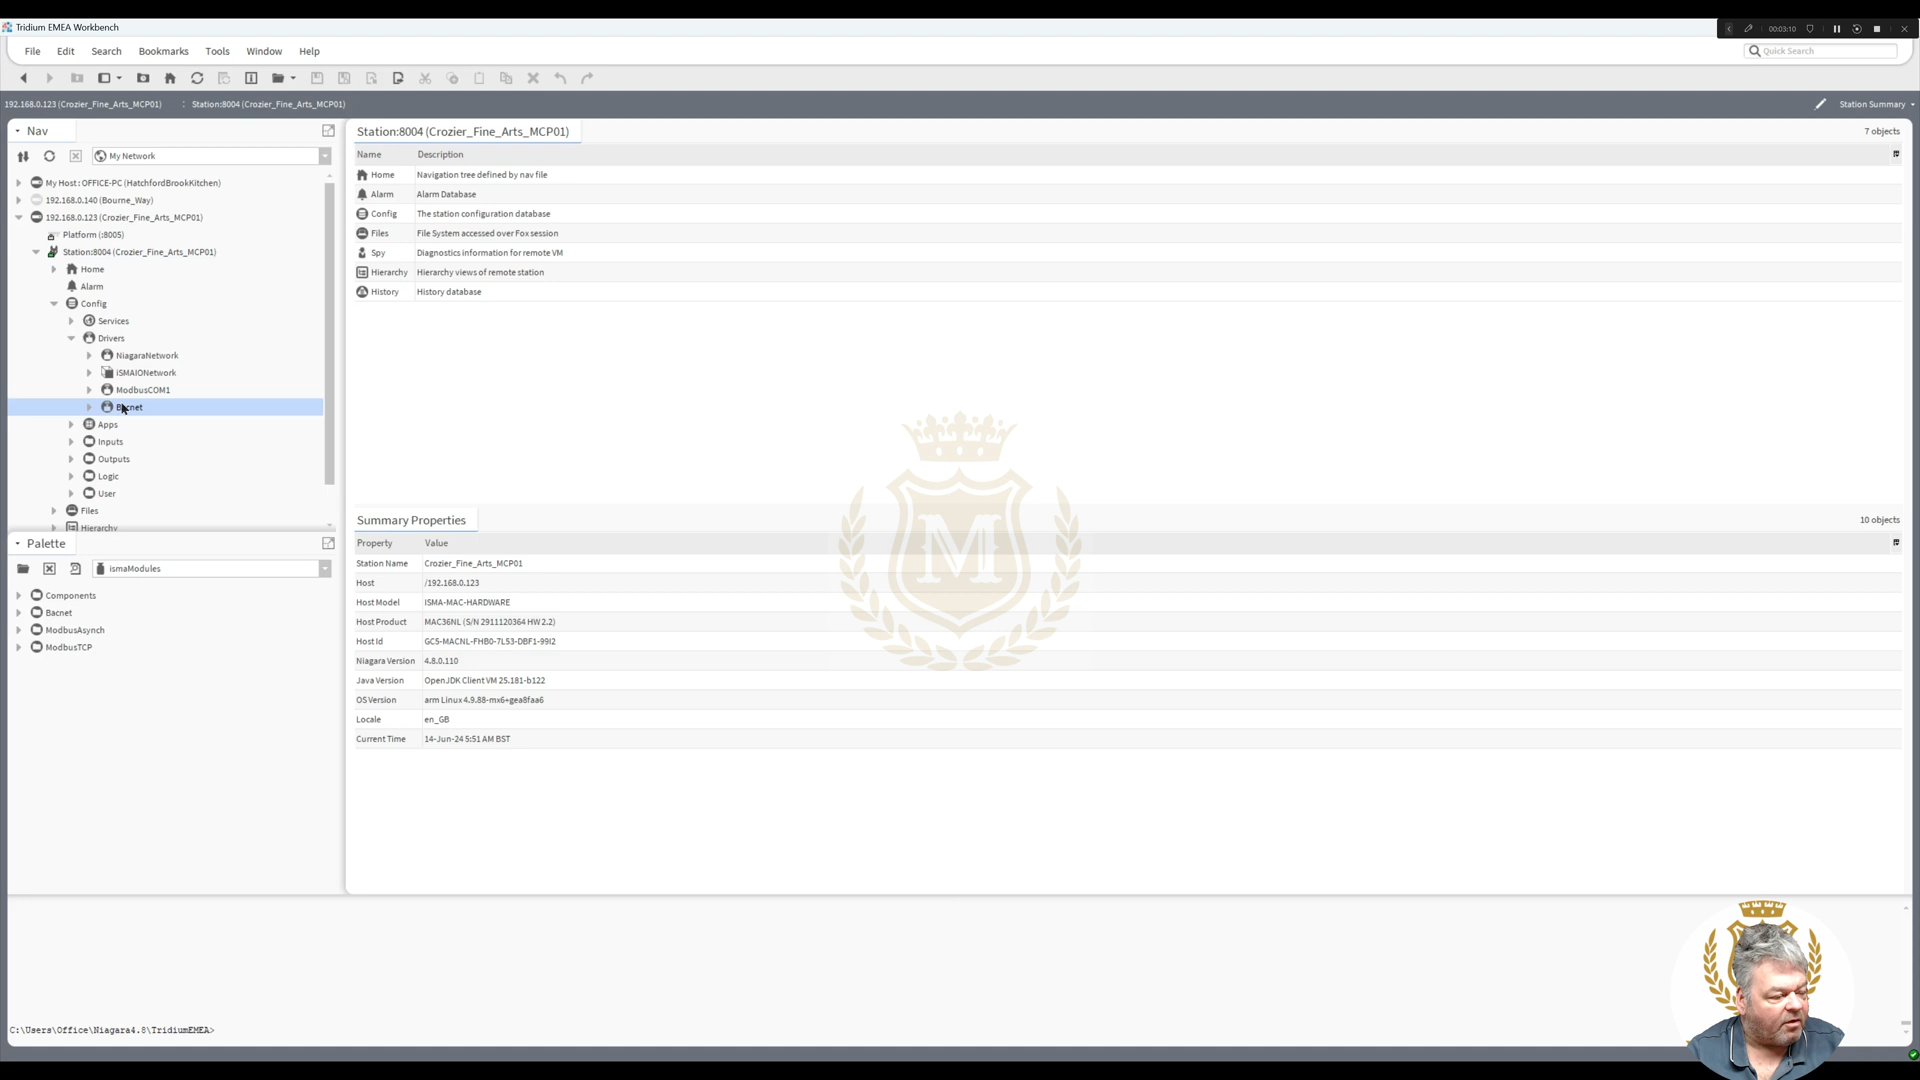 Tridium EMEA Workbench
00:03:10
File Edit Search Bookmarks Tools Window Help
Quick Search
192.168.0.123 (Crozier_Fine_Arts_MCP01) : Station:8004 (Crozier_Fine_Arts_MCP01)
Station Summary
Nav
My Network
My Host : OFFICE-PC (HatchfordBrookKitchen)
192.168.0.140 (Bourne_Way)
192.168.0.123 (Crozier_Fine_Arts_MCP01)
Platform (:8005)
Station:8004 (Crozier_Fine_Arts_MCP01)
Home
Alarm
Config
Services
Drivers
NiagaraNetwork
iSMAIONetwork
ModbusCOM1
Bacnet
Apps
Inputs
Outputs
Logic
User
Files
Hierarchy
Palette
ismaModules
Components
Bacnet
ModbusAsynch
ModbusTCP
Station:8004 (Crozier_Fine_Arts_MCP01)
7 objects
Name Description
Home Navigation tree defined by nav file
Alarm Alarm Database
Config The station configuration database
Files File System accessed over Fox session
Spy Diagnostics information for remote VM
Hierarchy Hierarchy views of remote station
History History database
M
Summary Properties
10 objects
Property Value
Station Name Crozier_Fine_Arts_MCP01
Host /192.168.0.123
Host Model ISMA-MAC-HARDWARE
Host Product MAC36NL (S/N 2911120364 HW 2.2)
Host Id GC5-MACNL-FHB0-7L53-DBF1-99I2
Niagara Version 4.8.0.110
Java Version OpenJDK Client VM 25.181-b122
OS Version arm Linux 4.9.88-mx6+gea8faa6
Locale en_GB
Current Time 14-Jun-24 5:51 AM BST
C:\Users\Office\Niagara4.8\TridiumEMEA>